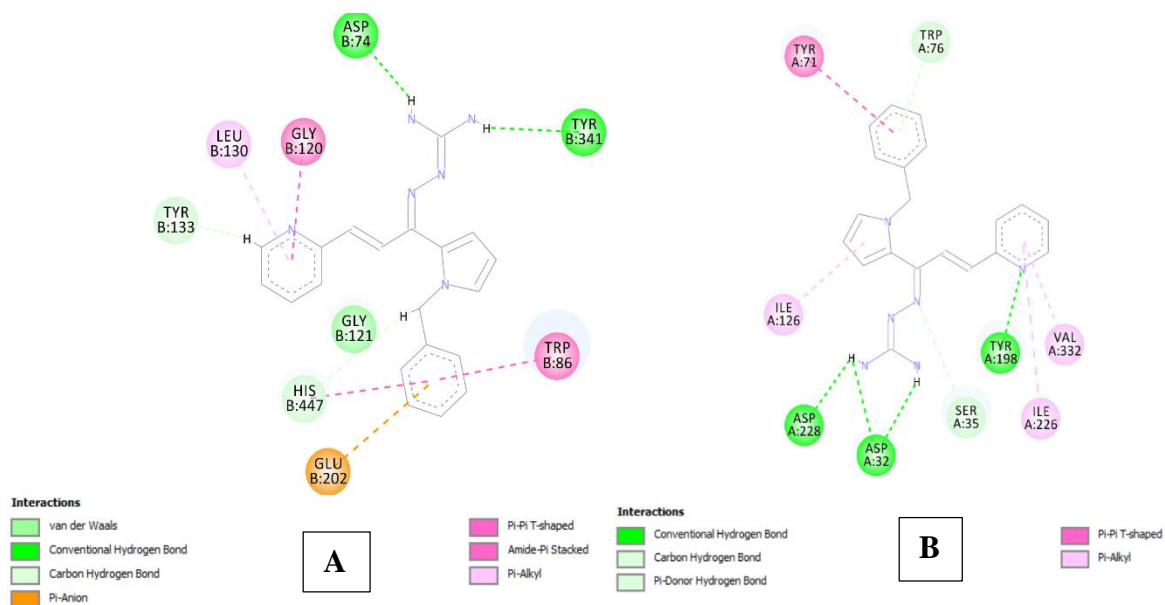 ASP
B:74
TYR
B:341
LEU
B:130
GLY
B:120
TYR
B:133
GLY
B:121
HIS
B:447
TRP
B:86
GLU
B:202
H
H
H
H
N
N
N
N
N
N
Interactions
van der Waals
Conventional Hydrogen Bond
Carbon Hydrogen Bond
Pi-Anion
A
Pi-Pi T-shaped
Amide-Pi Stacked
Pi-Alkyl
TYR
A:71
TRP
A:76
ILE
A:126
TYR
A:198
VAL
A:332
ASP
A:228
ASP
A:32
SER
A:35
ILE
A:226
N
N
N
N
N
N
H
H
Interactions
Conventional Hydrogen Bond
Carbon Hydrogen Bond
Pi-Donor Hydrogen Bond
B
Pi-Pi T-shaped
Pi-Alkyl